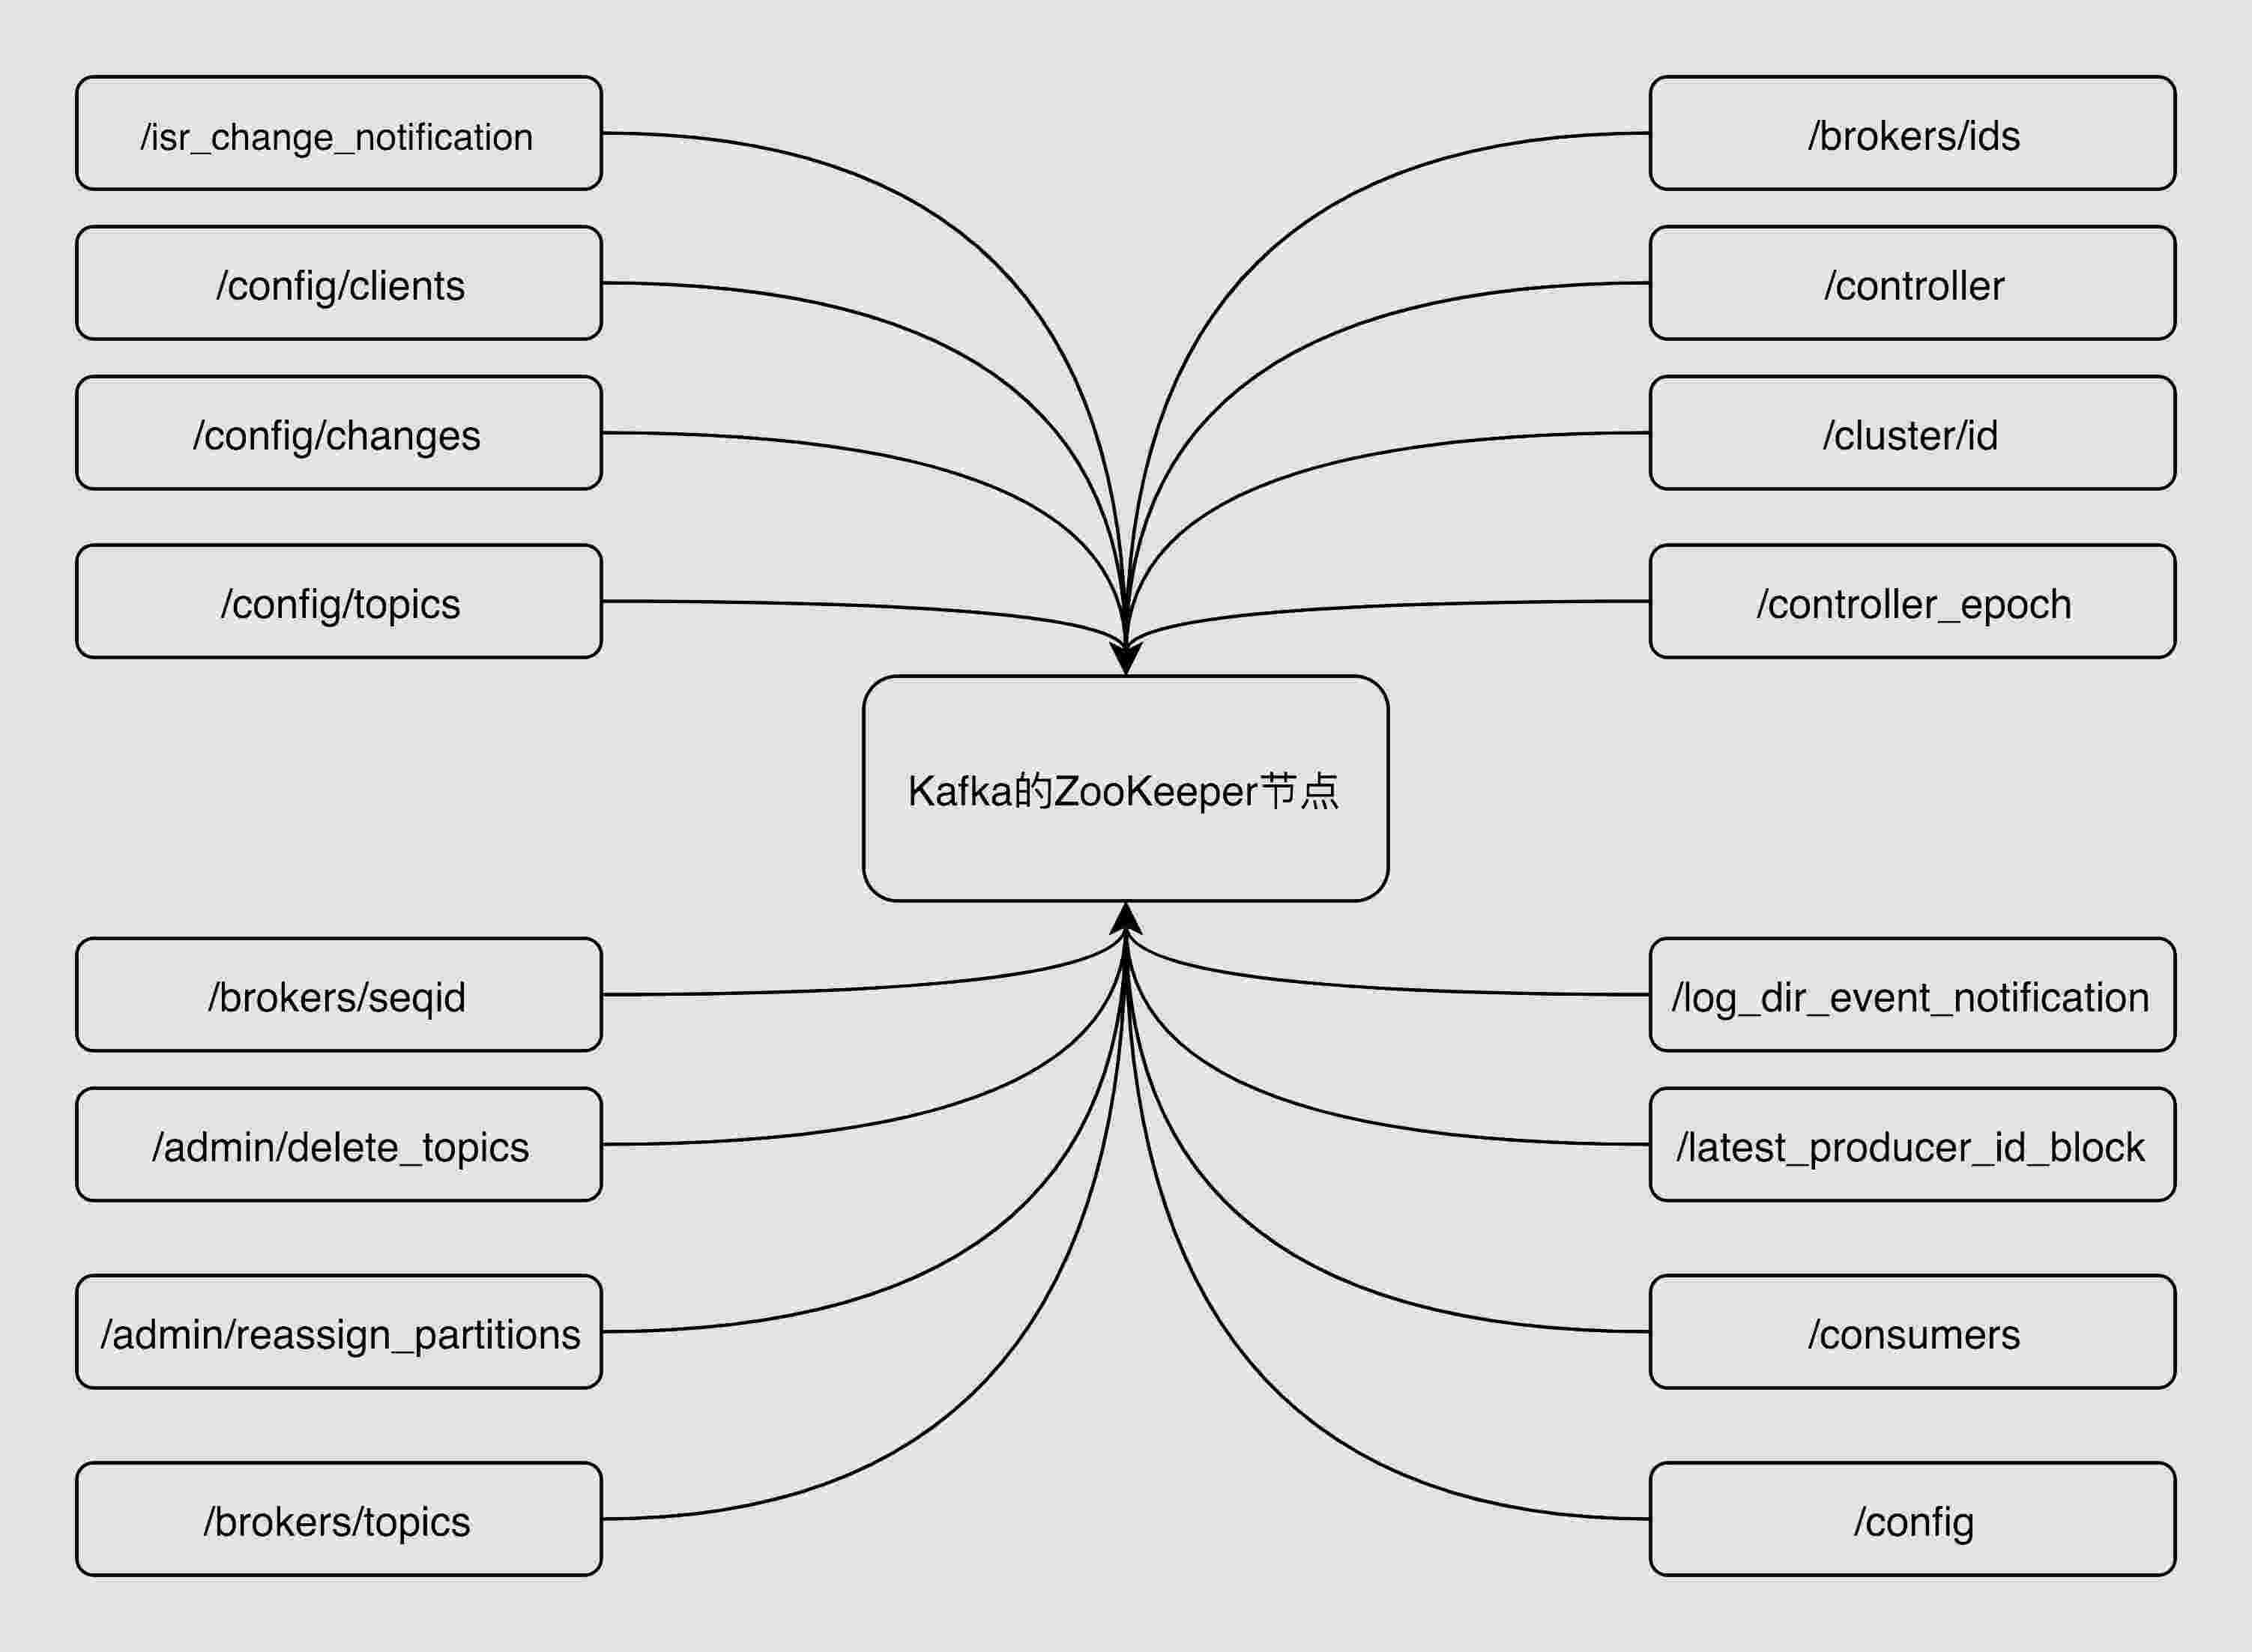 /isr_change_notification
/brokers/ids
/config/clients
/controller
/config/changes
/cluster/id
/config/topics
/controller_epoch
Kafka的ZooKeeper节点
/brokers/seqid
/log_dir_event_notification
/admin/delete_topics
/latest_producer_id_block
/admin/reassign_partitions
/consumers
/brokers/topics
/config